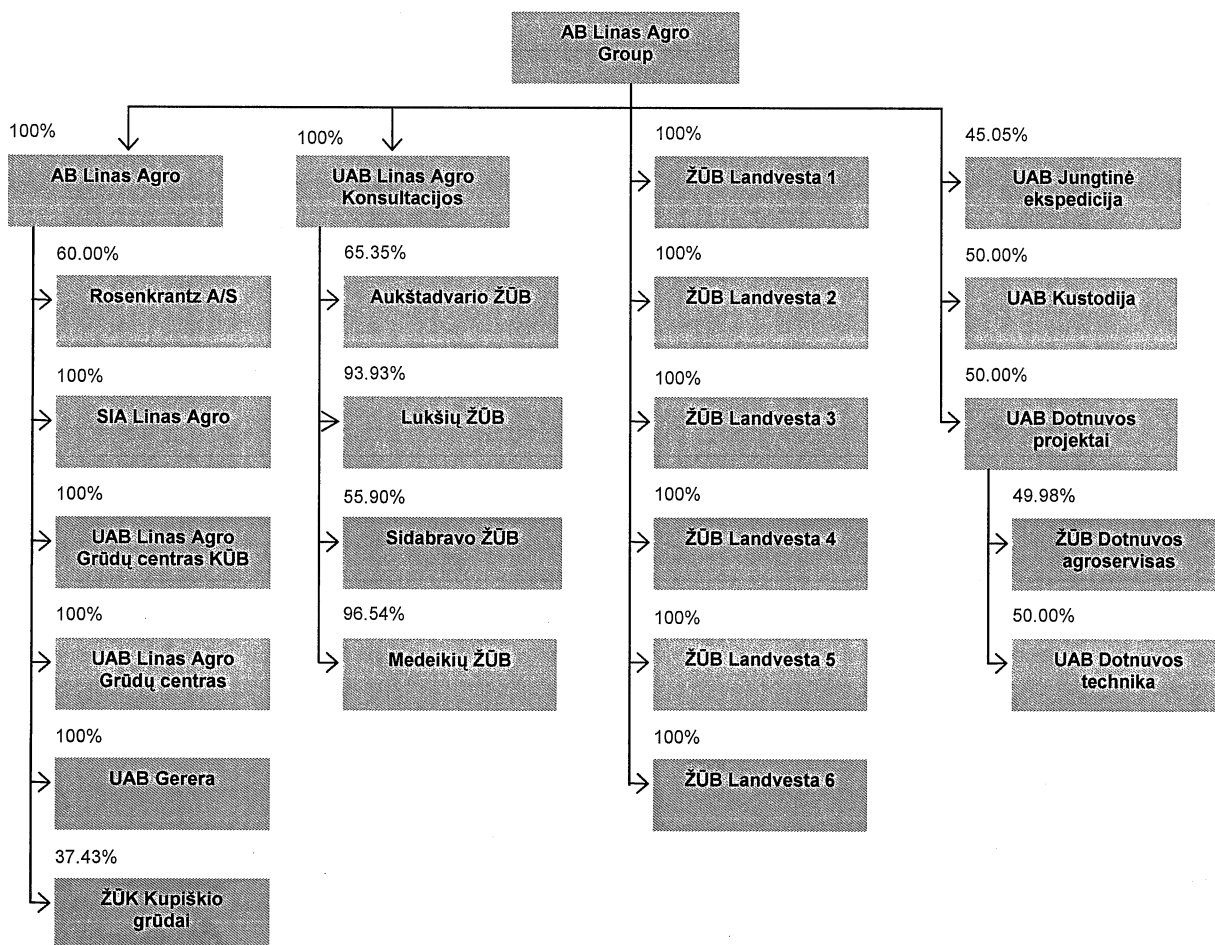 AB Linas Agro
Group
100%
AB Linas Agro
60.00%
Rosenkrantz A/S
100%
SIA Linas Agro
100%
UAB Linas Agro
Grūdų centras KŪB
100%
UAB Linas Agro
Grūdų centras
100%
UAB Gerera
37.43%
ŽŪK Kupiškio
grūdai
100%
UAB Linas Agro
Konsultacijos
65.35%
Aukštadvario ŽŪB
93.93%
Lukšių ŽŪB
55.90%
Sidabravo ŽŪB
96.54%
Medeikių ŽŪB
100%
ŽŪB Landvesta 1
100%
ŽŪB Landvesta 2
100%
ŽŪB Landvesta 3
100%
ŽŪB Landvesta 4
100%
ŽŪB Landvesta 5
100%
ŽŪB Landvesta 6
45.05%
UAB Jungtinė
ekspedicija
50.00%
UAB Kustodija
50.00%
UAB Dotnuvos
projektai
49.98%
ŽŪB Dotnuvos
agroservisas
50.00%
UAB Dotnuvos
technika